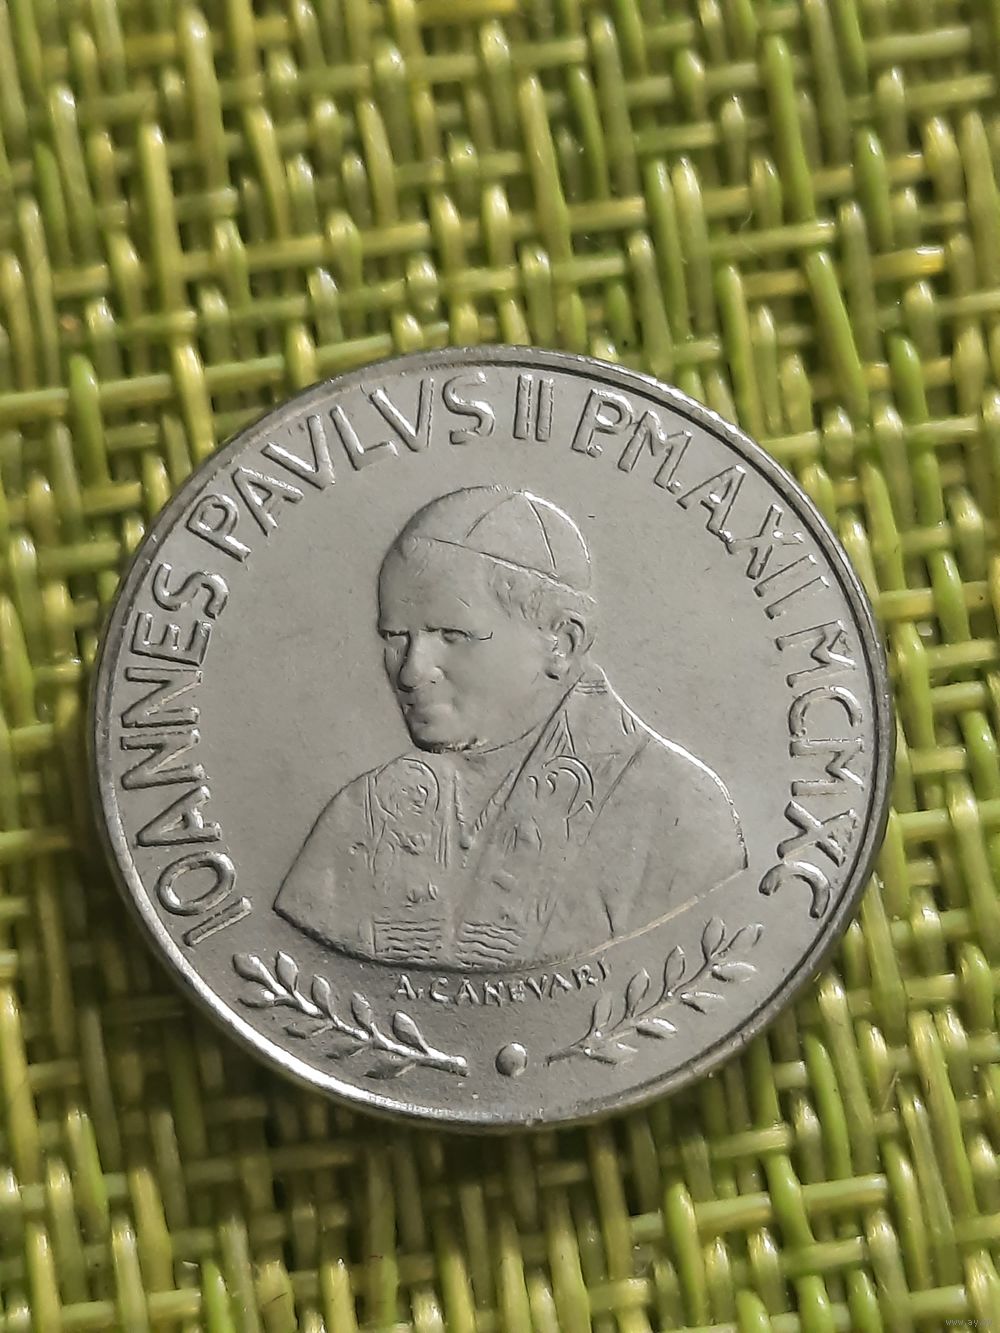 IOANNES PAVLVS II P.M. A. XII MCMXC
A. CANEVARI